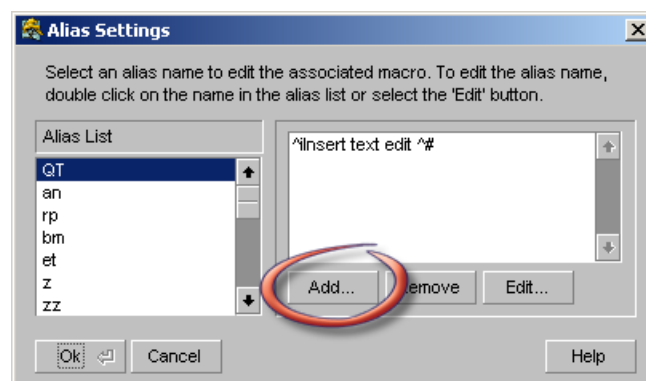 Alias Settings
Select an alias name to edit the associated macro. To edit the alias name,
double click on the name in the alias list or select the 'Edit' button.
Alias List
^iInsert text edit ^#
QT
an
rp
bm
et
z
zz
Add...
Remove
Edit...
Ok
Cancel
Help